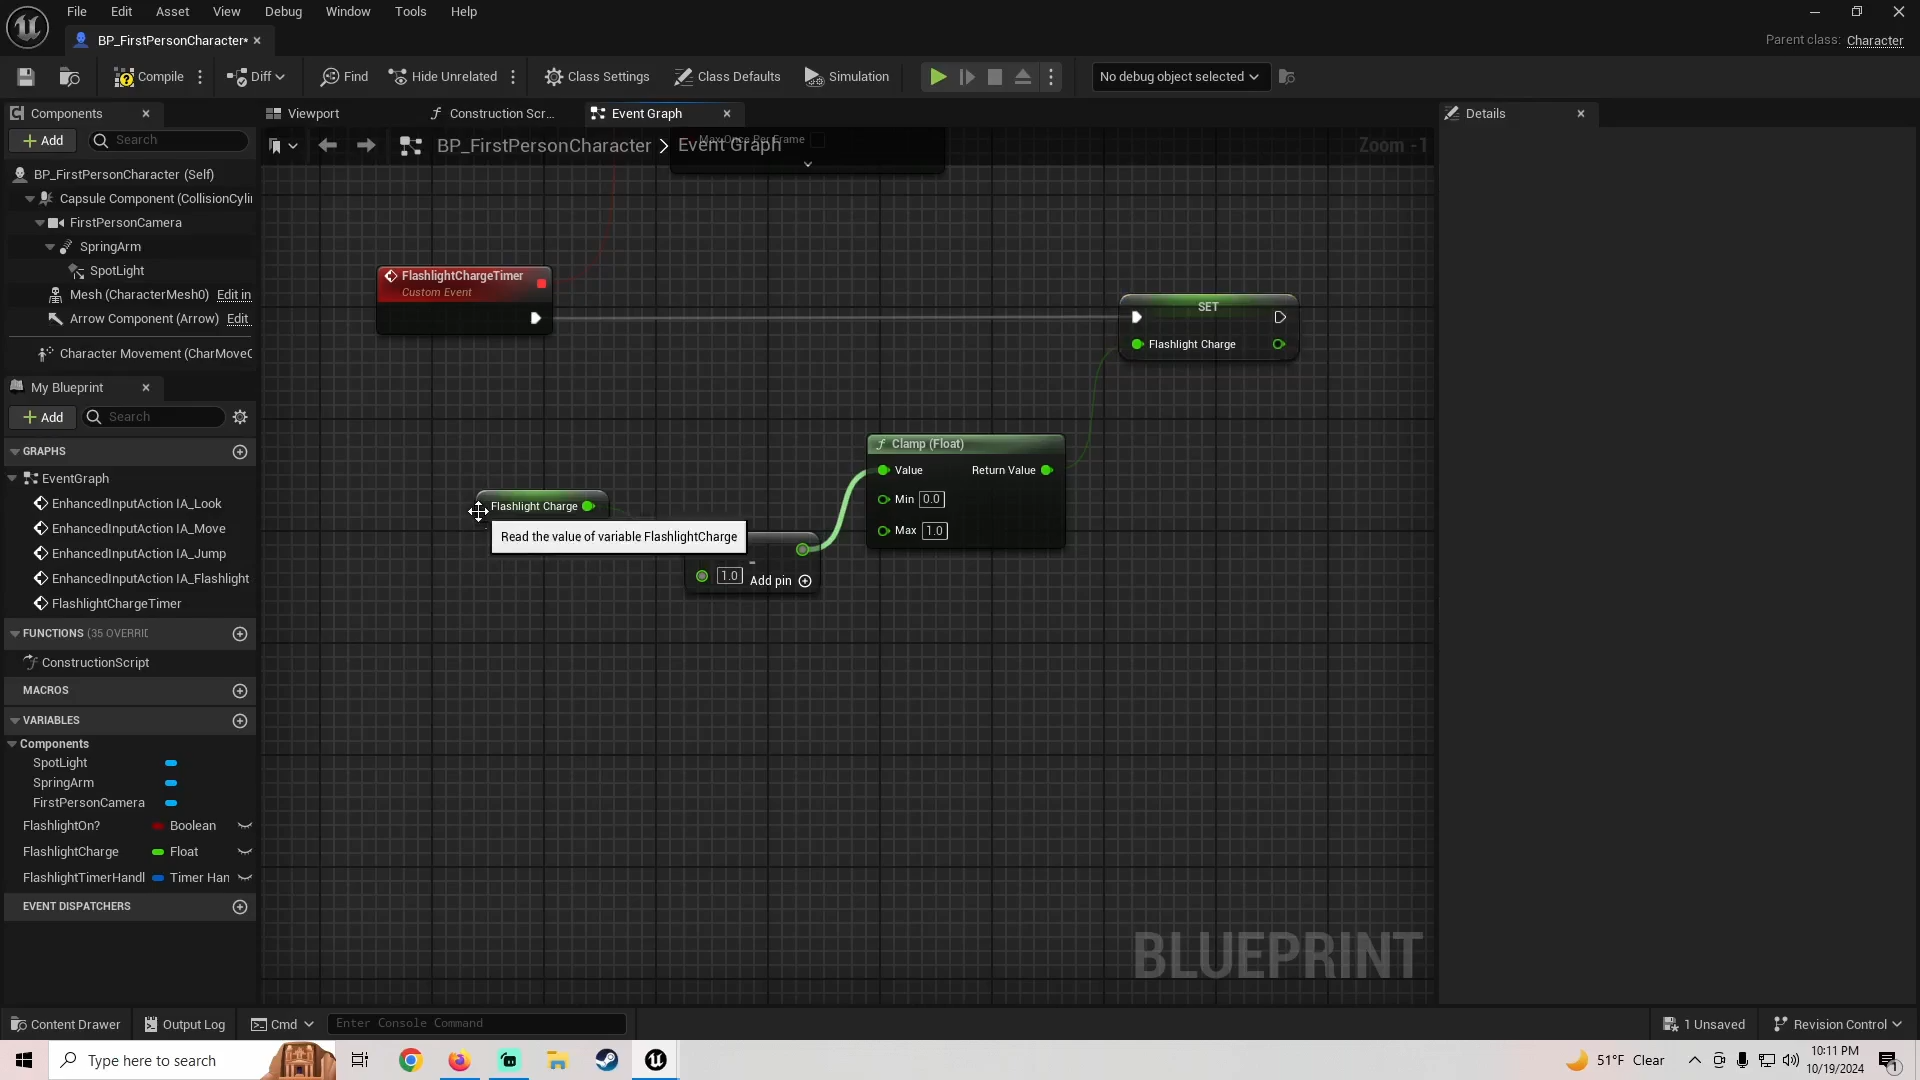 File Edit Asset View Debug Window Tools Help
BP_FirstPersonCharacter*
Parent class: Character
Compile
Diff
Find
Hide Unrelated
Class Settings
Class Defaults
Simulation
No debug object selected
Components
Viewport
Construction Scr...
Event Graph
Details
Add
Search
BP_FirstPersonCharacter > Event Graph
Max Once Per Frame
Zoom -1
BP_FirstPersonCharacter (Self)
Capsule Component (CollisionCyli
FirstPersonCamera
SpringArm
SpotLight
Mesh (CharacterMesh0) Edit in
Arrow Component (Arrow) Edit
Character Movement (CharMoveC
FlashlightChargeTimer
Custom Event
SET
Flashlight Charge
Clamp (Float)
Value Return Value
Min 0.0
Max 1.0
Flashlight Charge
Read the value of variable FlashlightCharge
-
1.0 Add pin
My Blueprint
Add
Search
GRAPHS
EventGraph
EnhancedInputAction IA_Look
EnhancedInputAction IA_Move
EnhancedInputAction IA_Jump
EnhancedInputAction IA_Flashlight
FlashlightChargeTimer
FUNCTIONS (35 OVERRIC
ConstructionScript
MACROS
VARIABLES
Components
SpotLight
SpringArm
FirstPersonCamera
FlashlightOn? Boolean
FlashlightCharge Float
FlashlightTimerHandl Timer Han
EVENT DISPATCHERS
BLUEPRINT
Content Drawer
Output Log
Cmd
Enter Console Command
1 Unsaved
Revision Control
Type here to search
51°F Clear
10:11 PM
10/19/2024
1